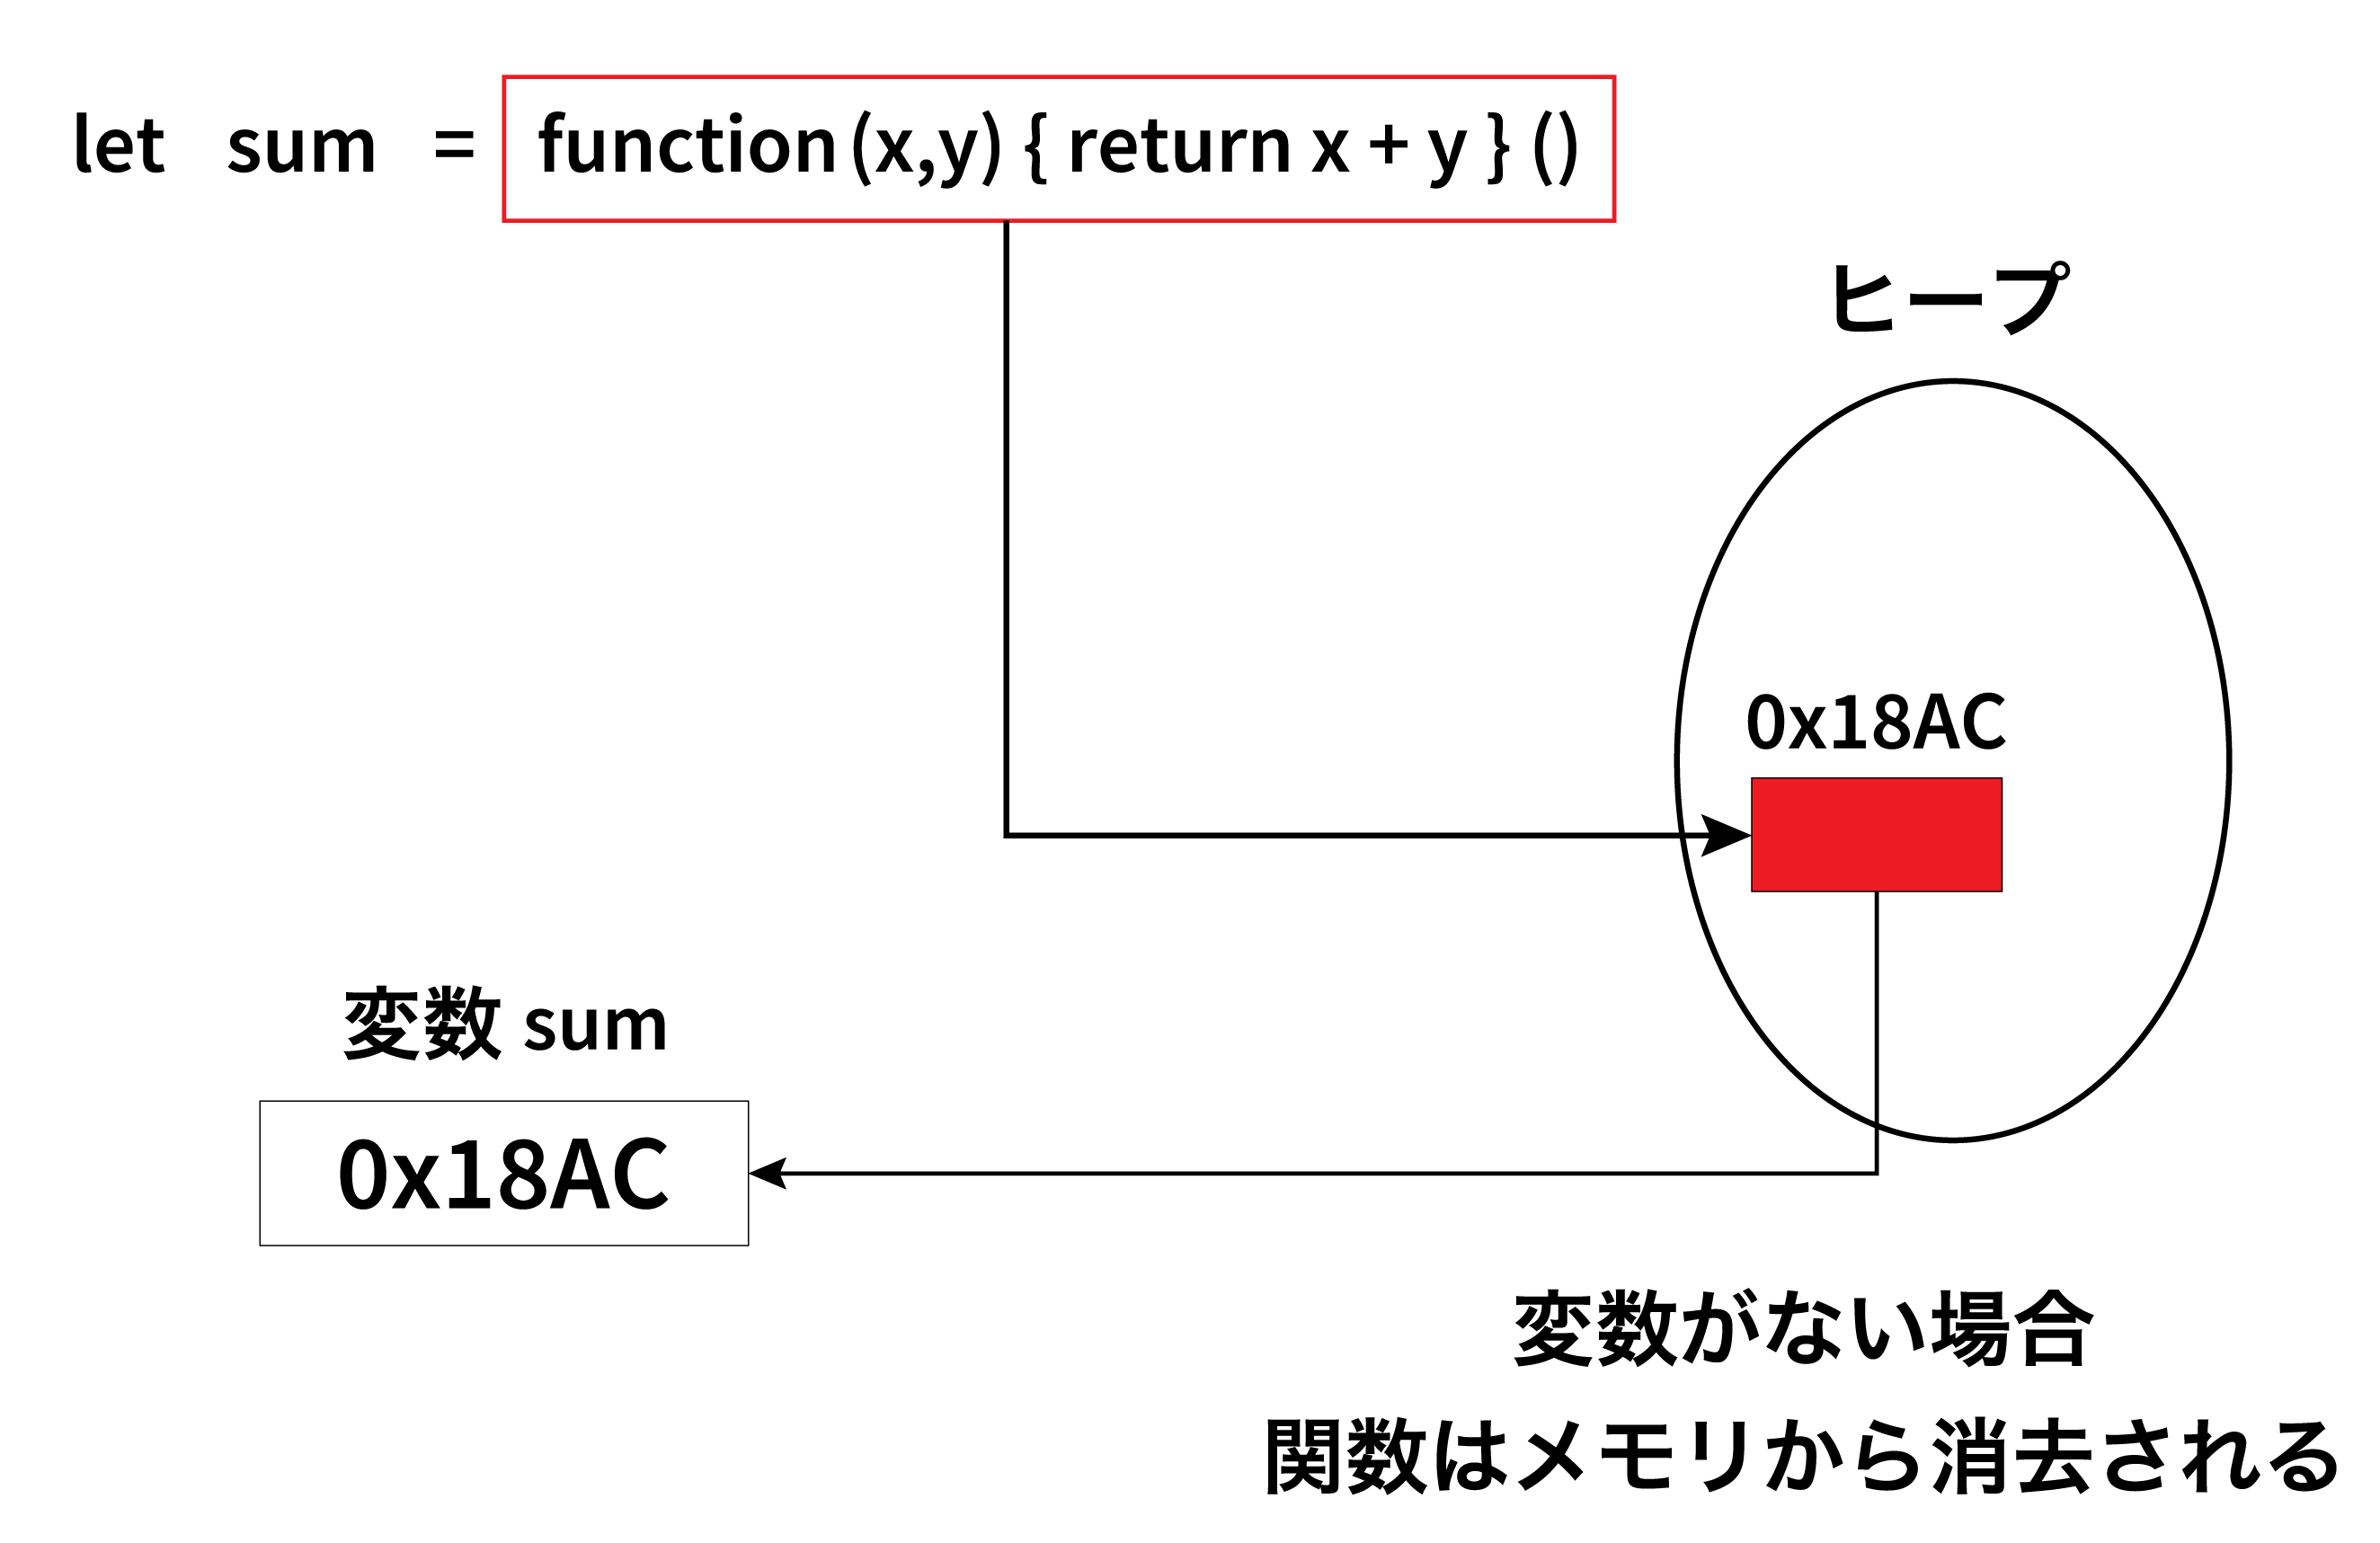 let sum = function (x,y) { return x + y } ()
ヒープ
0x18AC
変数 sum
0x18AC
変数がない場合
関数はメモリから消去される